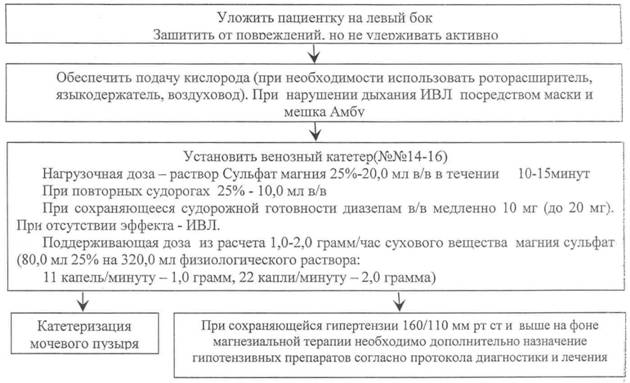 Уложить пациентку на левый бок
Защитить от повреждений, но не удерживать активно
Обеспечить подачу кислорода (при необходимости использовать роторасширитель,
языкодержатель, воздуховод). При нарушении дыхания ИВЛ посредством маски и
мешка Амбу
Установить венозный катетер(№№14-16)
Нагрузочная доза – раствор Сульфат магния 25%-20,0 мл в/в в течении 10-15минут
При повторных судорогах 25% - 10,0 мл в/в
При сохраняющееся судорожной готовности диазепам в/в медленно 10 мг (до 20 мг).
При отсутствии эффекта - ИВЛ.
Поддерживающая доза из расчета 1,0-2,0 грамм/час сухового вещества магния сульфат
(80,0 мл 25% на 320,0 мл физиологического раствора:
11 капель/минуту – 1,0 грамм, 22 капли/минуту – 2,0 грамма)
Катетеризация
мочевого пузыря
При сохраняющейся гипертензии 160/110 мм рт ст и выше на фоне
магнезиальной терапии необходимо дополнительно назначение
гипотензивных препаратов согласно протокола диагностики и лечения